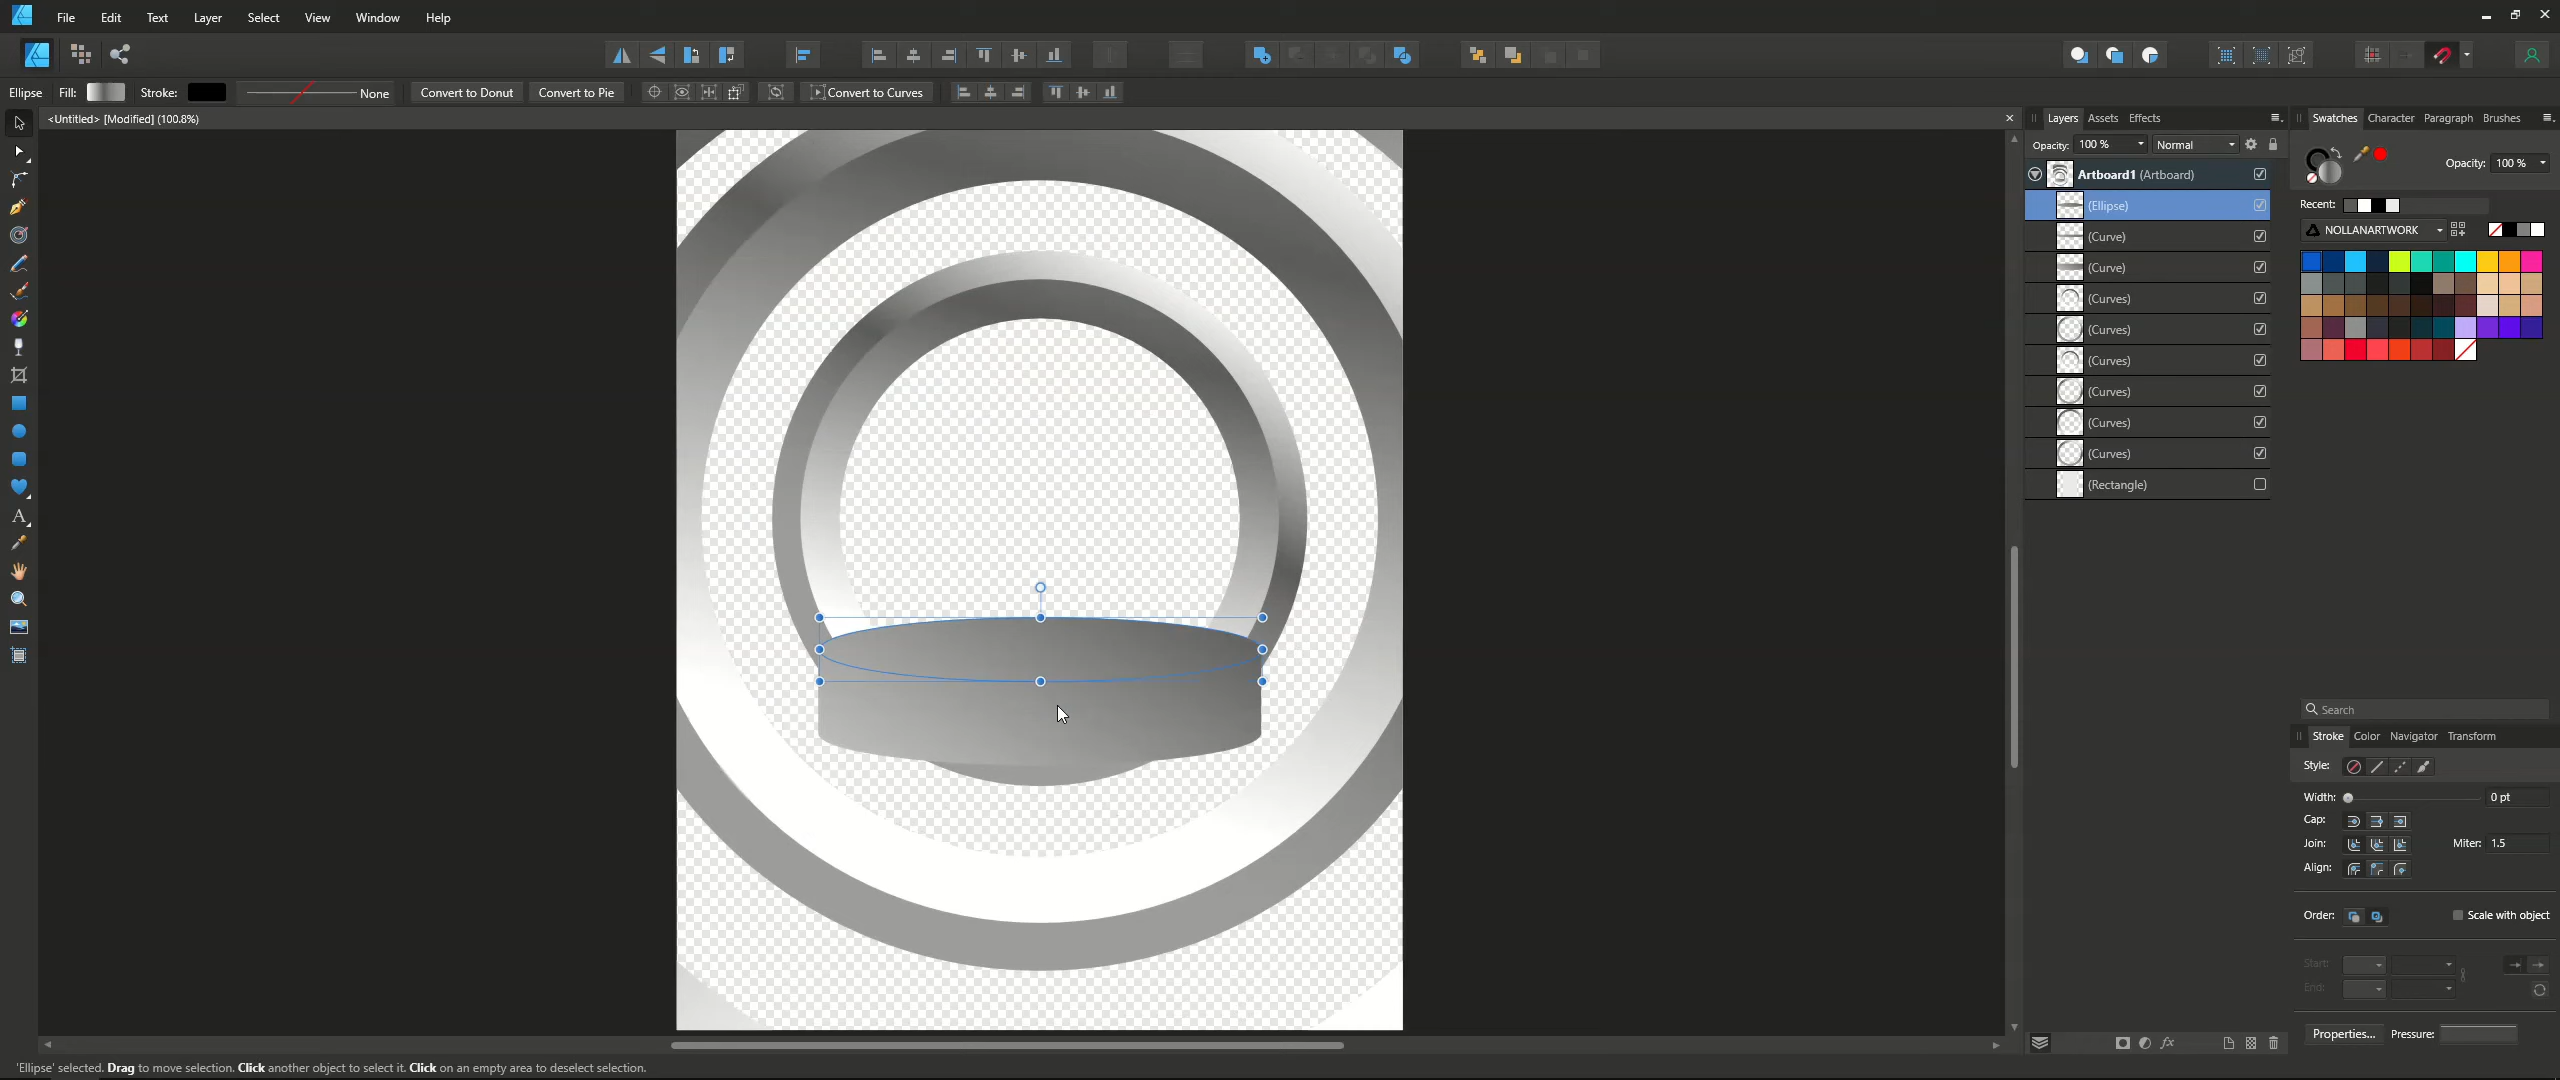 File Edit Text Layer Select View Window Help
Ellipse Fill: Stroke: None Convert to Donut Convert to Pie Convert to Curves
<Untitled> [Modified] (100.8%)
Layers Assets Effects
Opacity: 100 % Normal
Artboard1 (Artboard)
(Ellipse)
(Curve)
(Curve)
(Curves)
(Curves)
(Curves)
(Curves)
(Curves)
(Curves)
(Rectangle)
Swatches Character Paragraph Brushes
Opacity: 100 %
Recent:
NOLLANARTWORK
Search
Stroke Color Navigator Transform
Style:
Width: 0 pt
Cap:
Join: Miter: 1.5
Align:
Order: Scale with object
Start:
End:
Properties... Pressure:
'Ellipse' selected. Drag to move selection. Click another object to select it. Click on an empty area to deselect selection.